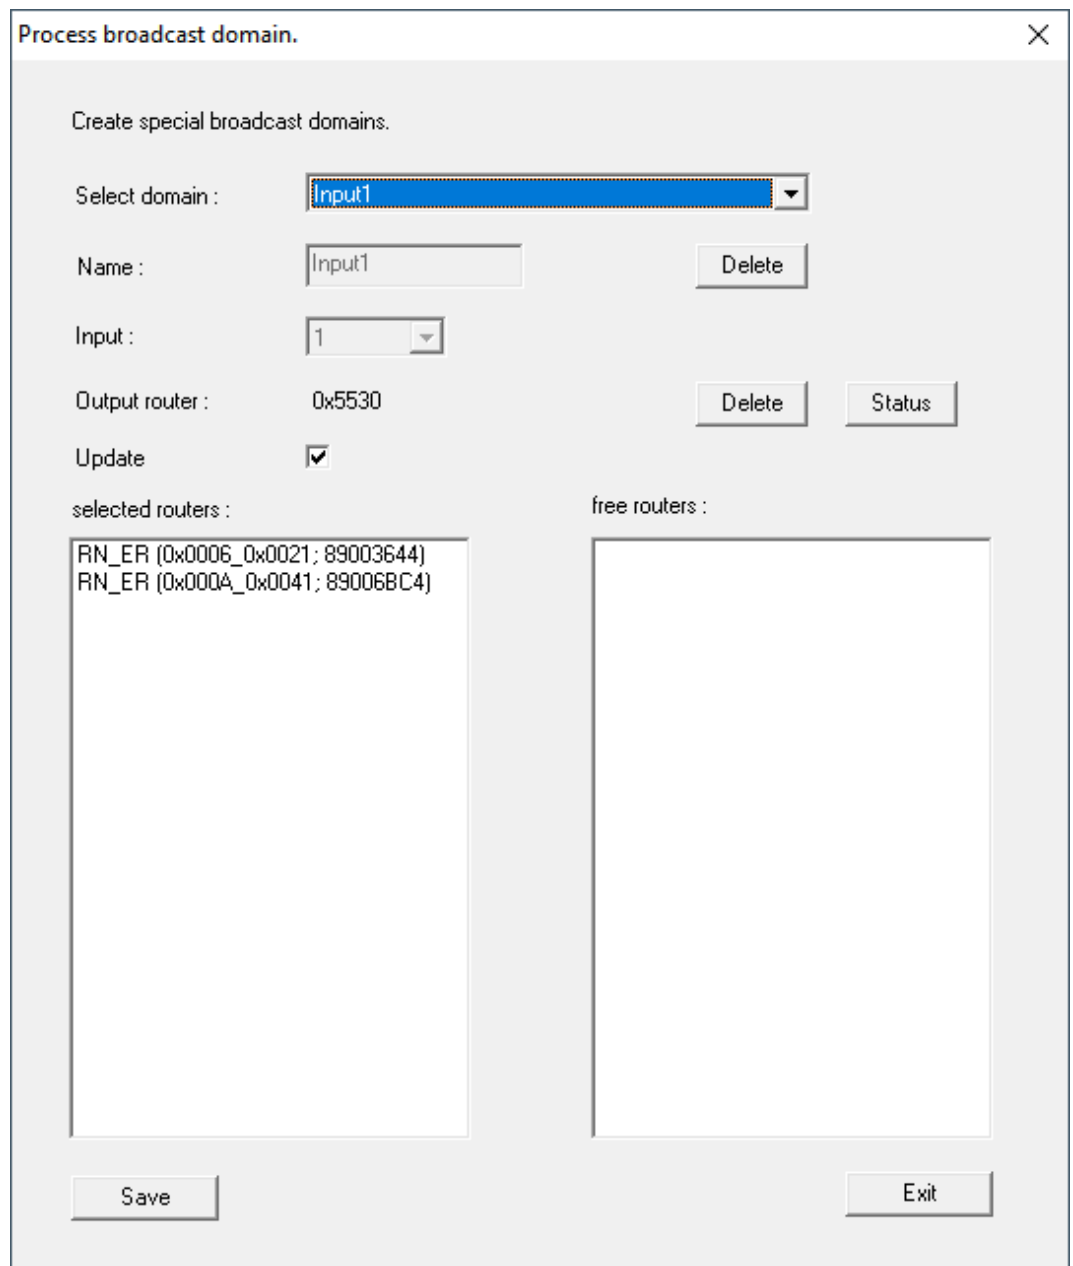 Process broadcast domain.
Create special broadcast domains.
Select domain :
Input1
Name :
Input1
Delete
Input :
1
Output router :
0x5530
Delete
Status
Update
selected routers :
free routers :
RN_ER (0x0006_0x0021; 89003644)
RN_ER (0x000A_0x0041; 89006BC4)
Save
Exit